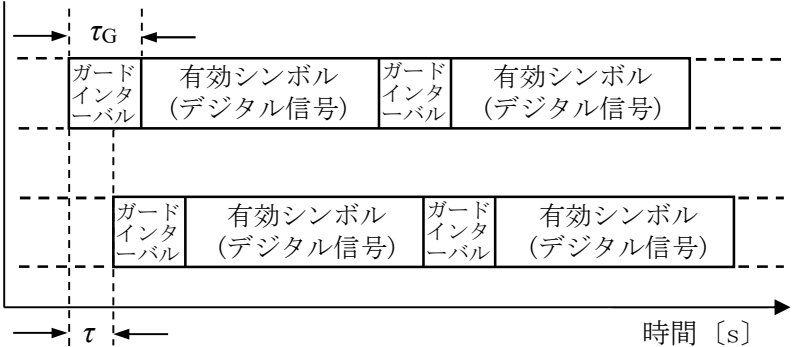 τG
ガード
インタ
ーバル
有効シンボル
(デジタル信号)
ガード
インタ
ーバル
有効シンボル
(デジタル信号)
ガード
インタ
ーバル
有効シンボル
(デジタル信号)
ガード
インタ
ーバル
有効シンボル
(デジタル信号)
τ
時間〔s〕